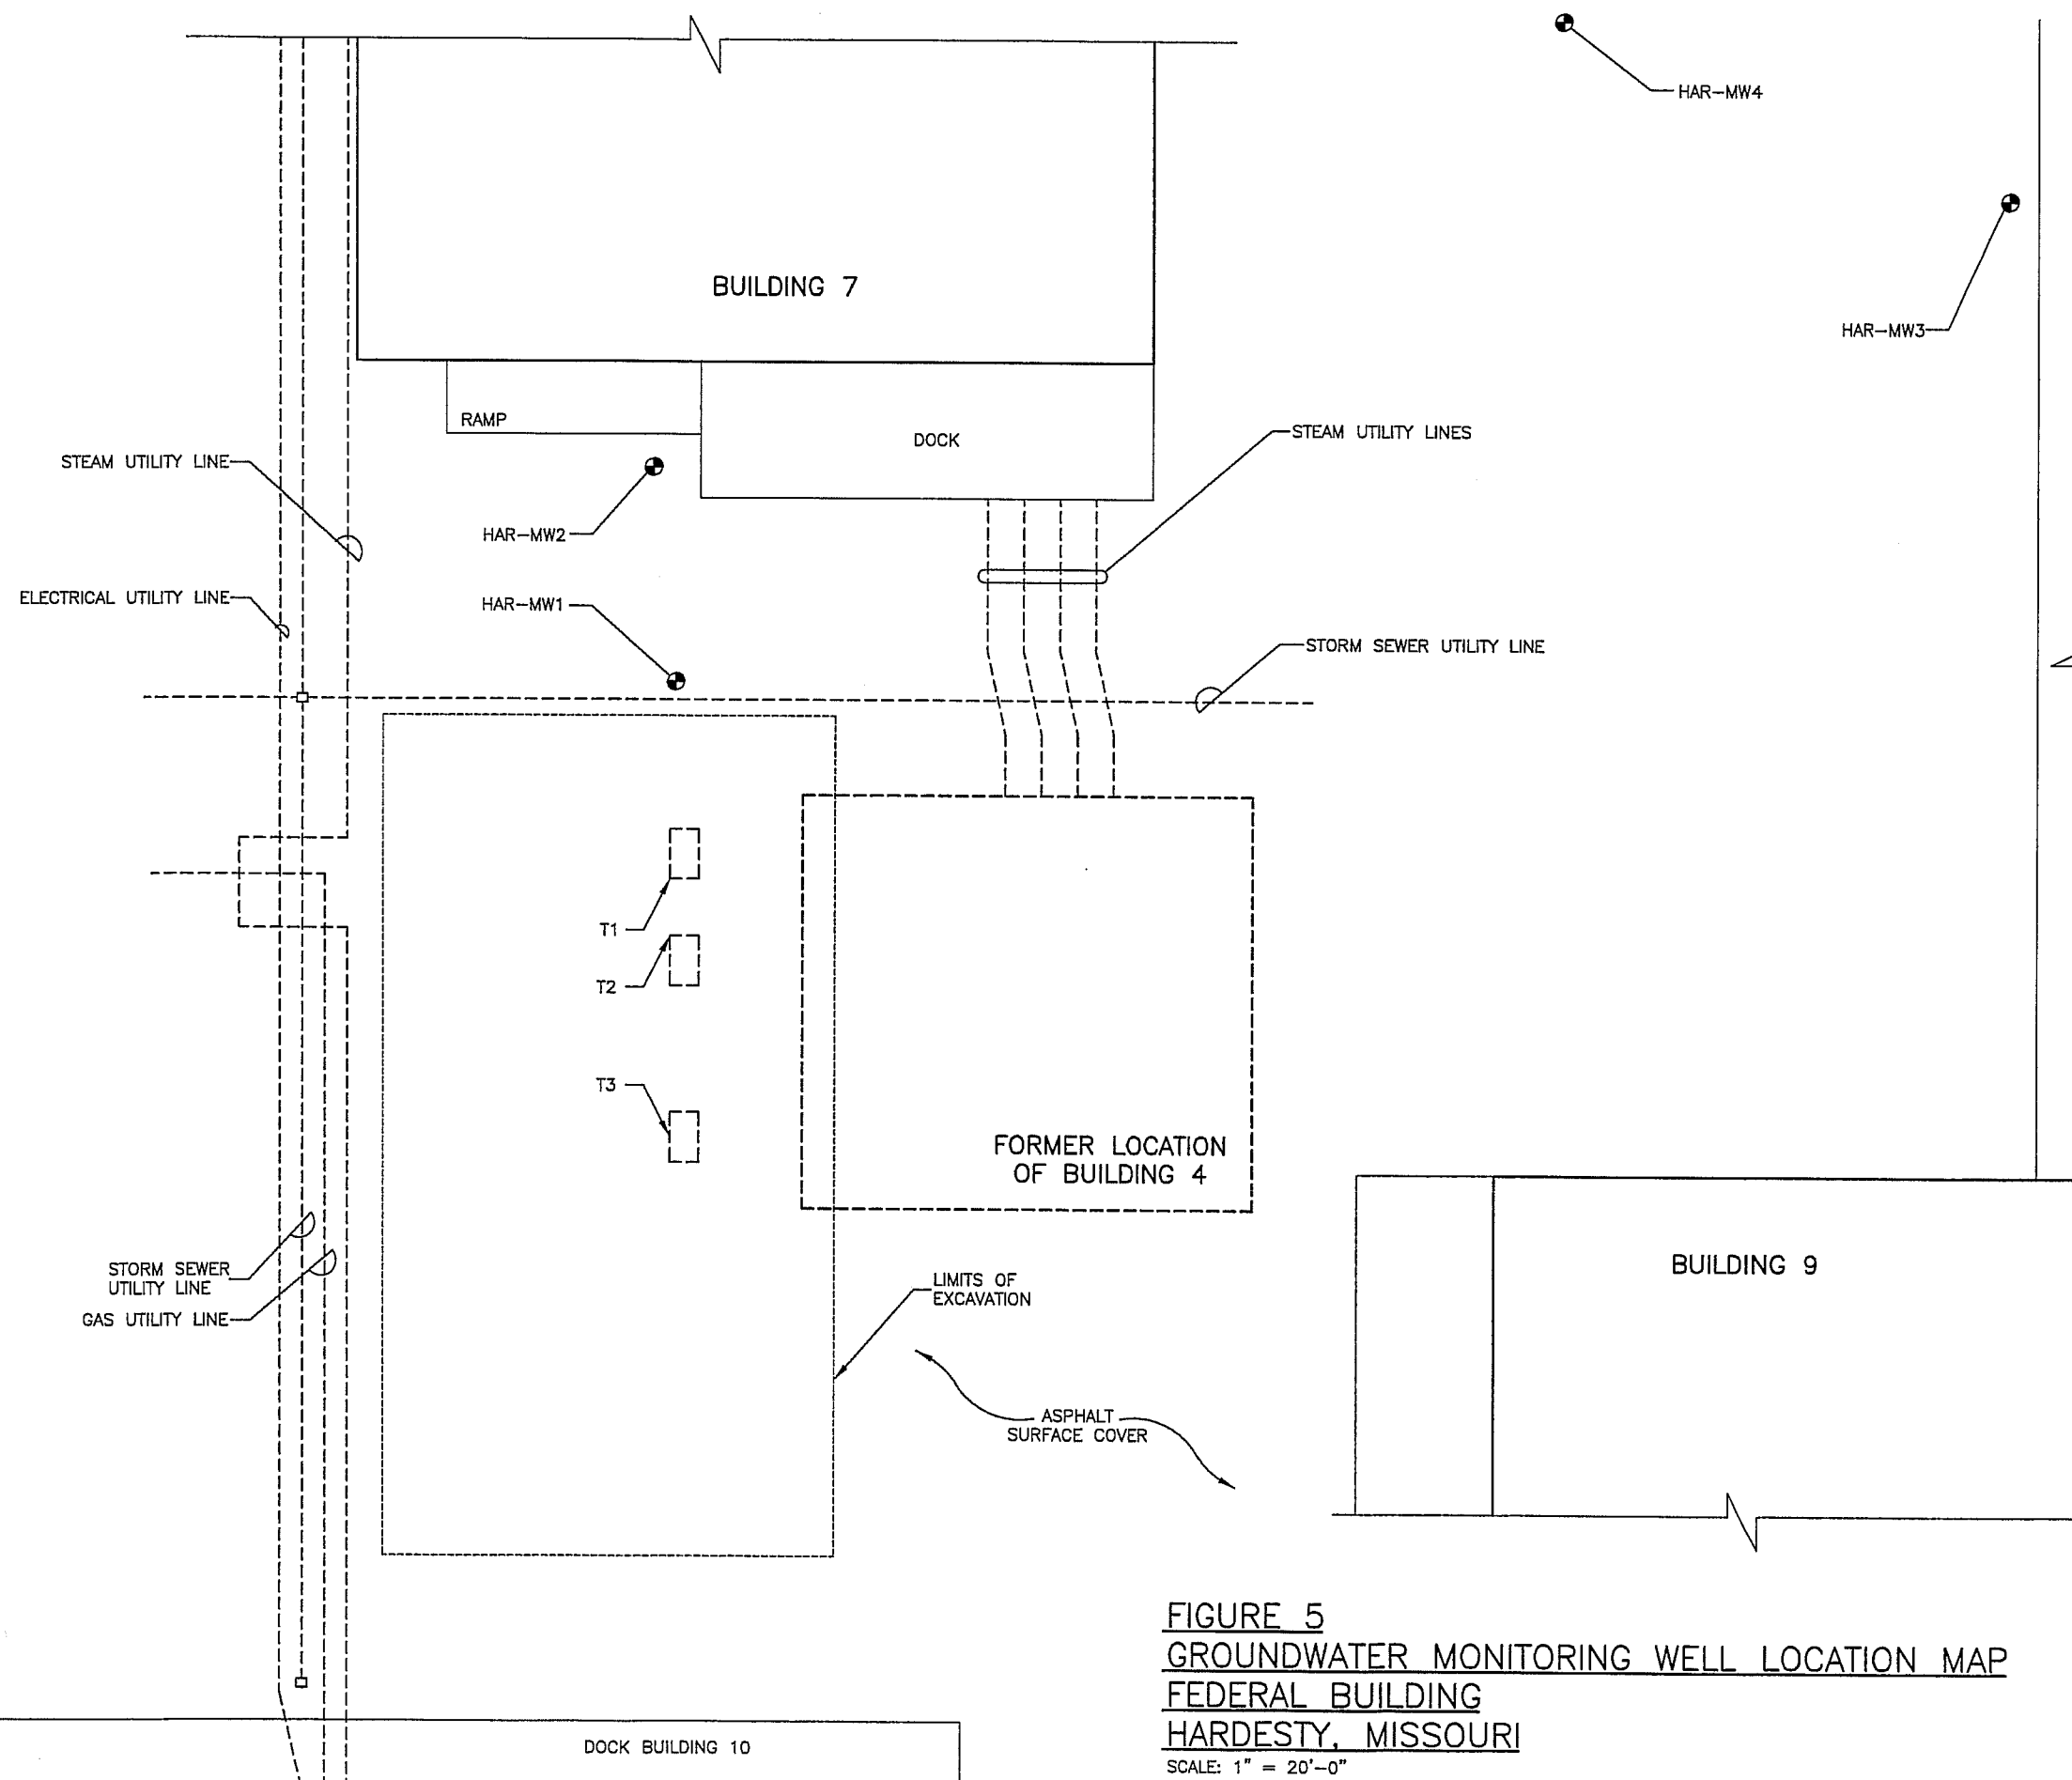 HAR-MW4
BUILDING 7
HAR-MW3
RAMP
DOCK
STEAM UTILITY LINES
STEAM UTILITY LINE
HAR-MW2
ELECTRICAL UTILITY LINE
HAR-MW1
STORM SEWER UTILITY LINE
T1
T2
T3
FORMER LOCATION
OF BUILDING 4
STORM SEWER
UTILITY LINE
GAS UTILITY LINE
LIMITS OF
EXCAVATION
BUILDING 9
ASPHALT
SURFACE COVER
FIGURE 5
GROUNDWATER MONITORING WELL LOCATION MAP
FEDERAL BUILDING
HARDESTY, MISSOURI
SCALE: 1" = 20'-0"
DOCK BUILDING 10